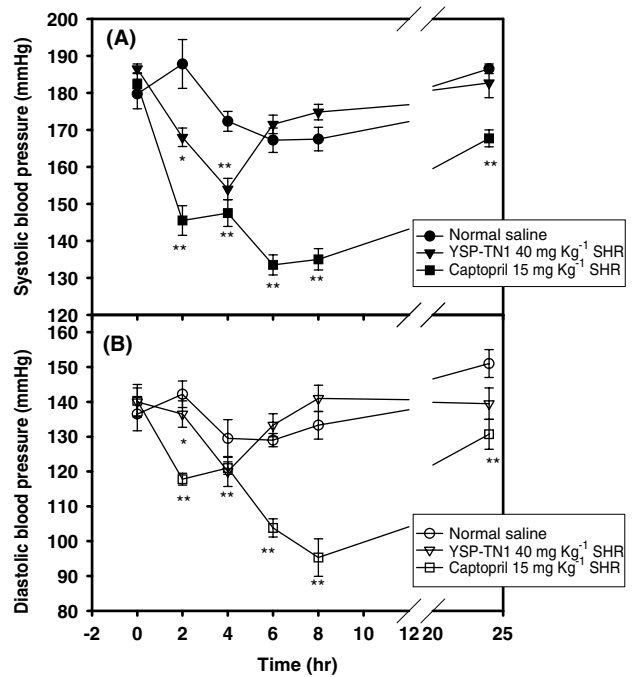 (A)
Systolic blood pressure (mmHg)
200
190
180
170
160
150
140
130
120
*
**
**
**
**
**
**
Normal saline
YSP-TN1 40 mg Kg⁻¹ SHR
Captopril 15 mg Kg⁻¹ SHR
(B)
Diastolic blood pressure (mmHg)
150
140
130
120
110
100
90
80
*
**
**
**
**
**
Normal saline
YSP-TN1 40 mg Kg⁻¹ SHR
Captopril 15 mg Kg⁻¹ SHR
-2 0 2 4 6 8 10 12 20 25
Time (hr)